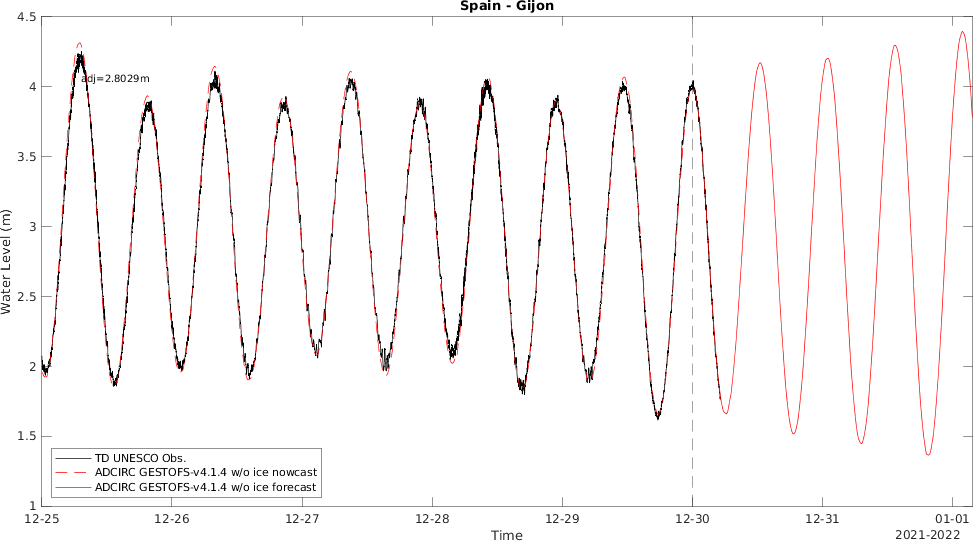 Spain - Gijon
4.5
4
3.5
3
2.5
2
1.5
1
Water Level (m)
adj=2.8029m
TD UNESCO Obs.
ADCIRC GESTOFS-v4.1.4 w/o ice nowcast
ADCIRC GESTOFS-v4.1.4 w/o ice forecast
12-25 12-26 12-27 12-28 12-29 12-30 12-31 01-01
Time
2021-2022